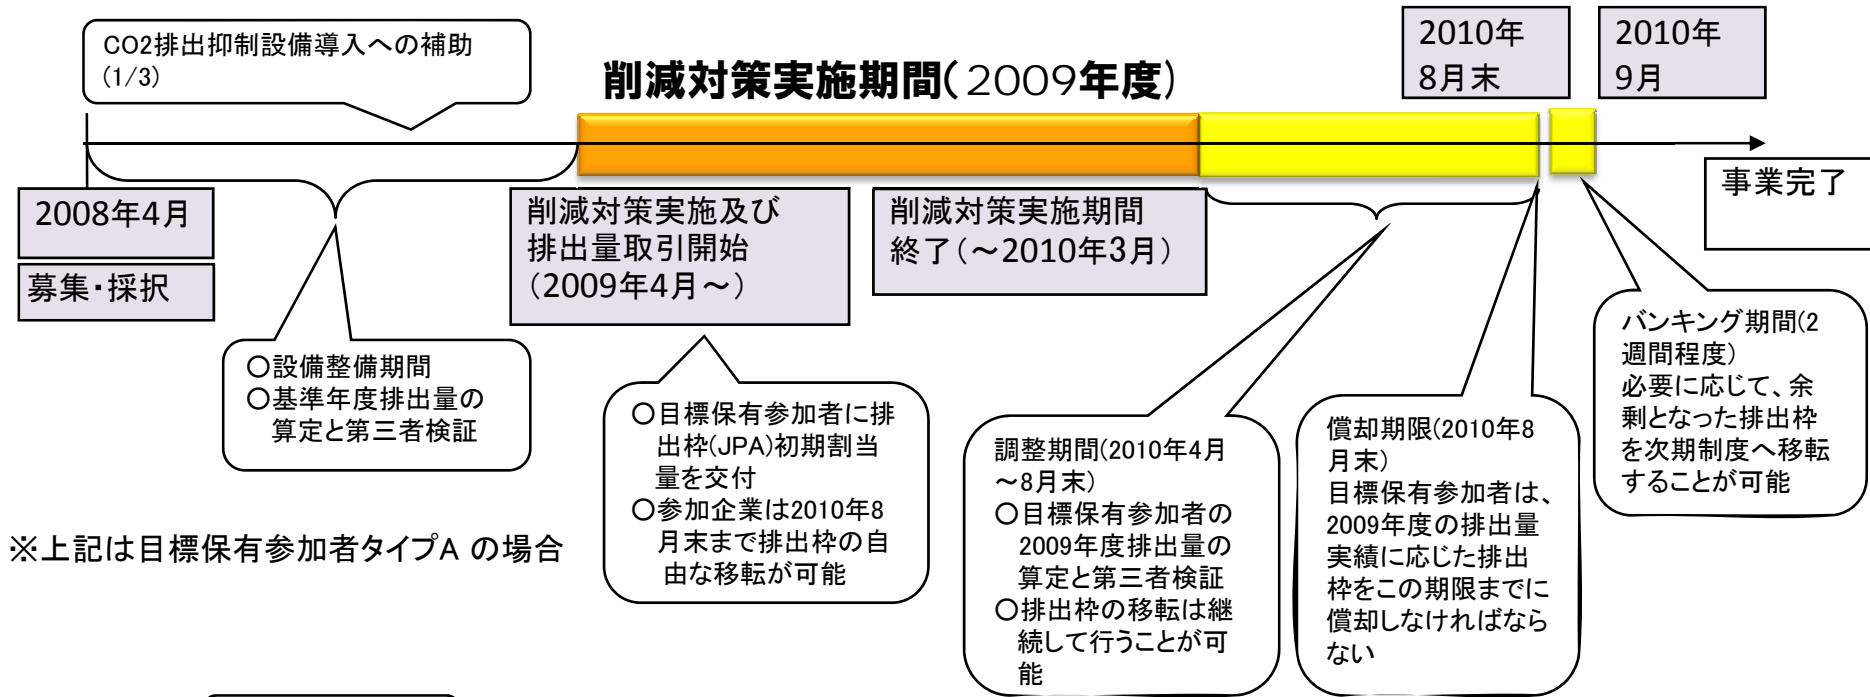 CO2排出抑制設備導入への補助
(1/3)
削減対策実施期間(2009年度)
2010年
8月末
2010年
9月
2008年4月
募集・採択
削減対策実施及び
排出量取引開始
(2009年4月～)
削減対策実施期間
終了(～2010年3月)
事業完了
○設備整備期間
○基準年度排出量の
算定と第三者検証
○目標保有参加者に排
出枠(JPA)初期割当
量を交付
○参加企業は2010年8
月末まで排出枠の自
由な移転が可能
調整期間(2010年4月
～8月末)
○目標保有参加者の
2009年度排出量の
算定と第三者検証
○排出枠の移転は継
続して行うことが可
能
償却期限(2010年8
月末)
目標保有参加者は、
2009年度の排出量
実績に応じた排出
枠をこの期限までに
償却しなければなら
ない
バンキング期間(2
週間程度)
必要に応じて、余
剰となった排出枠
を次期制度へ移転
することが可能
※上記は目標保有参加者タイプA の場合